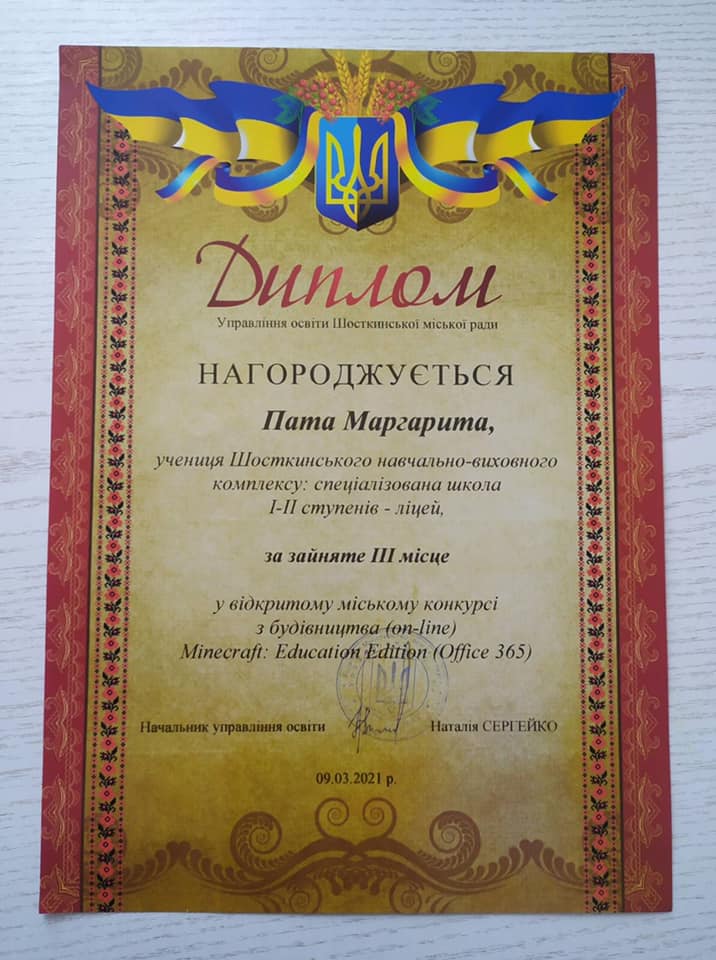 Диплом
Управління освіти Шосткинської міської ради
НАГОРОДЖУЄТЬСЯ
Пата Маргарита,
учениця Шосткинського навчально-виховного
комплексу: спеціалізована школа
І-ІІ ступенів - ліцей,
за зайняте ІІІ місце
у відкритому міському конкурсі
з будівництва (on-line)
Minecraft: Education Edition (Office 365)
Начальник управління освіти Наталія СЕРГЕЙКО
09.03.2021 р.